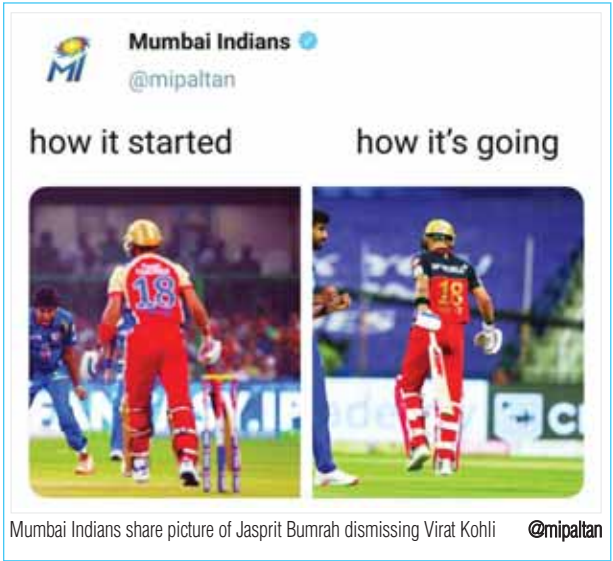 MI
Mumbai Indians
@mipaltan
how it started
how it's going
18
18
Mumbai Indians share picture of Jasprit Bumrah dismissing Virat Kohli @mipaltan